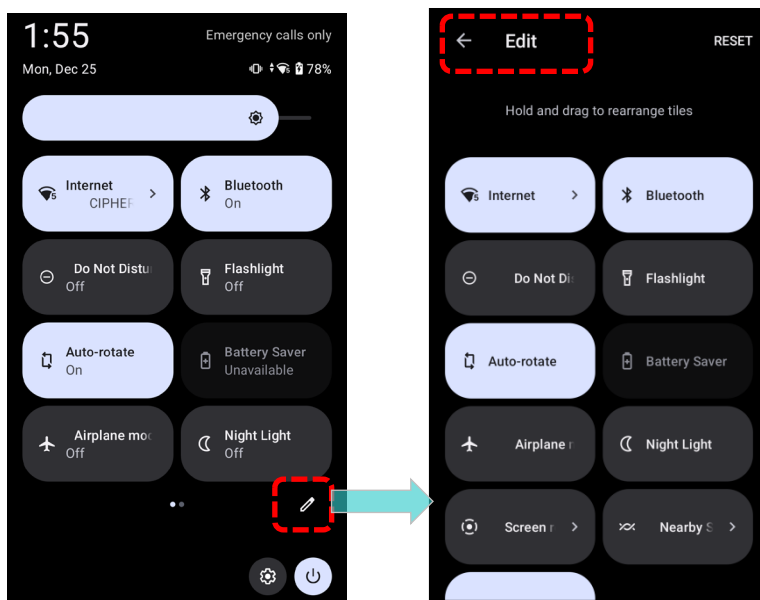 1:55
Emergency calls only
Mon, Dec 25
5 78%
Internet
CIPHER
Bluetooth
On
Do Not Distu
Off
Flashlight
Off
Auto-rotate
On
Battery Saver
Unavailable
Airplane mo
Off
Night Light
Off
Edit
RESET
Hold and drag to rearrange tiles
5 Internet
Bluetooth
Do Not Di
Flashlight
Auto-rotate
Battery Saver
Airplane
Night Light
Screen
Nearby S